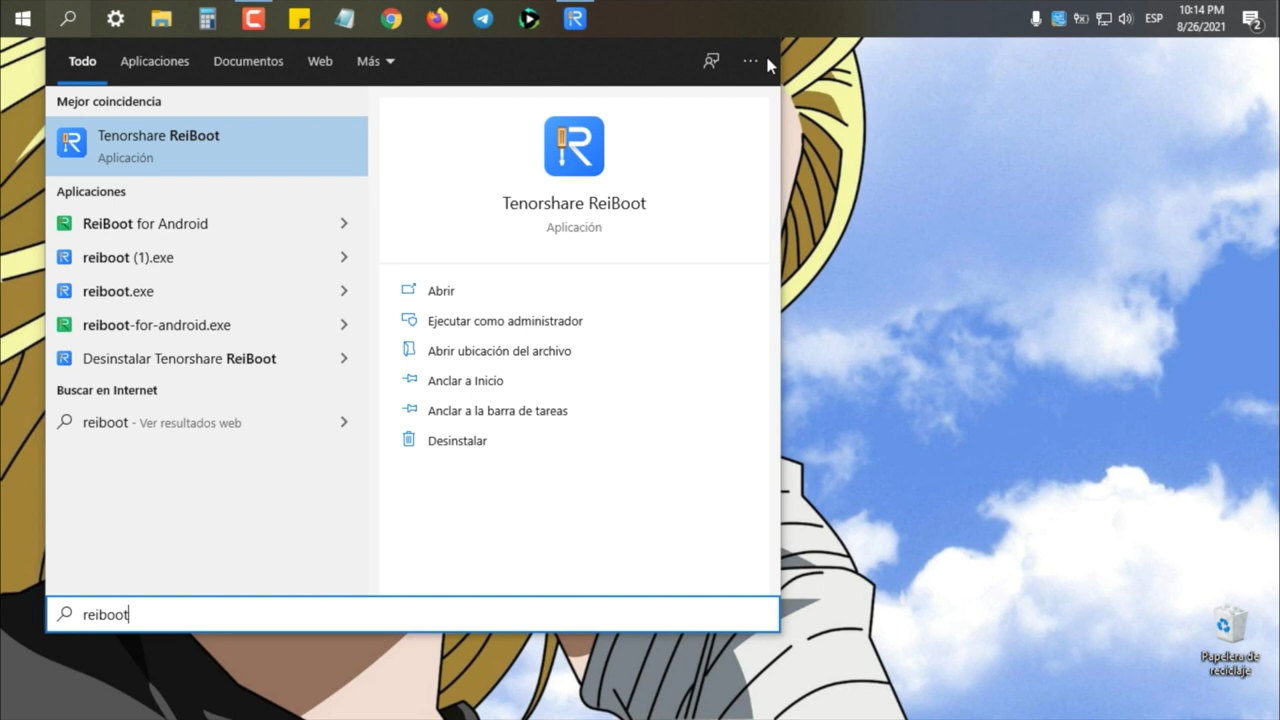 10:14 PM
ESP
8/26/2021
2
Todo
Aplicaciones
Documentos
Web
Más
Mejor coincidencia
Tenorshare ReiBoot
Aplicación
Aplicaciones
ReiBoot for Android
reiboot (1).exe
reiboot.exe
reiboot-for-android.exe
Desinstalar Tenorshare ReiBoot
Buscar en Internet
reiboot - Ver resultados web
Tenorshare ReiBoot
Aplicación
Abrir
Ejecutar como administrador
Abrir ubicación del archivo
Anclar a Inicio
Anclar a la barra de tareas
Desinstalar
reiboot
Papelera de
reciclaje